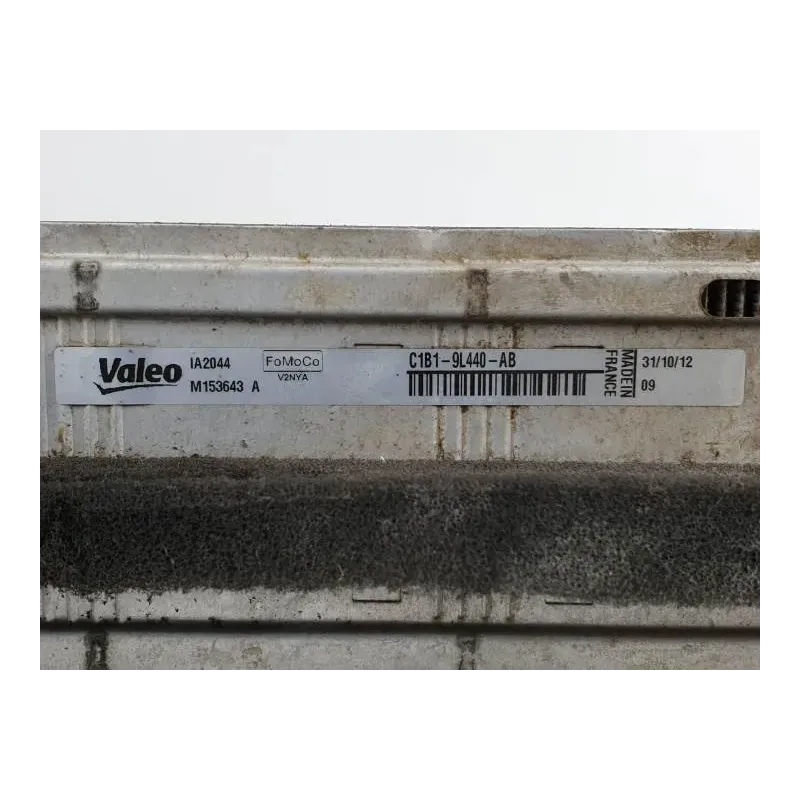 Valeo
IA2044
M153643 A
FoMoCo
V2NYA
C1B1-9L440-AB
MADE IN
FRANCE
31/10/12
09